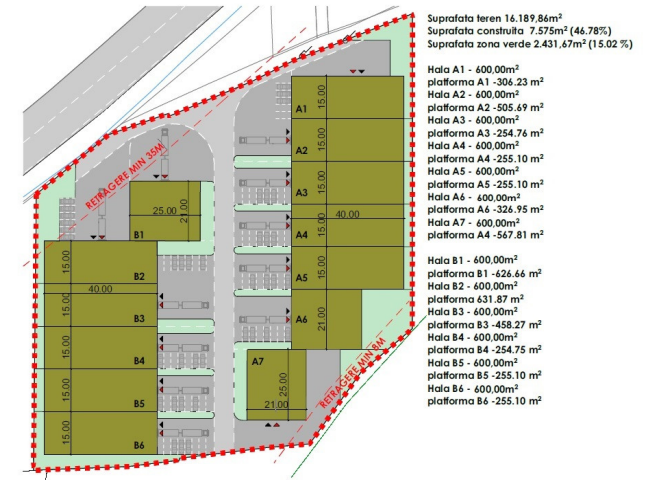 Suprafata teren 16.189,86m²
Suprafata construita 7.575m² (46.78%)
Suprafata zona verde 2.431,67m² (15.02 %)
Hala A1 - 600,00m²
platforma A1 -306.23 m²
Hala A2 - 600,00m²
platforma A2 -505.69 m²
Hala A3 - 600,00m²
platforma A3 -254.76 m²
Hala A4 - 600,00m²
platforma A4 -255.10 m²
Hala A5 - 600,00m²
platforma A5 -255.10 m²
Hala A6 - 600,00m²
platforma A6 -326.95 m²
Hala A7 - 600,00m²
platforma A4 -567.81 m²
Hala B1 - 600,00m²
platforma B1 -626.66 m²
Hala B2 - 600,00m²
platforma 631.87 m²
Hala B3 - 600,00m²
platforma B3 -458.27 m²
Hala B4 - 600,00m²
platforma B4 -254.75 m²
Hala B5 - 600,00m²
platforma B5 -255.10 m²
Hala B6 - 600,00m²
platforma B6 -255.10 m²
RETRAGERE MIN 35M
RETRAGERE MIN 8M
A1
15.00
A2
15.00
A3
15.00
40.00
A4
15.00
A5
15.00
A6
21.00
A7
25.00
21.00
B1
25.00
21.00
B2
15.00
40.00
B3
15.00
B4
15.00
B5
15.00
B6
15.00